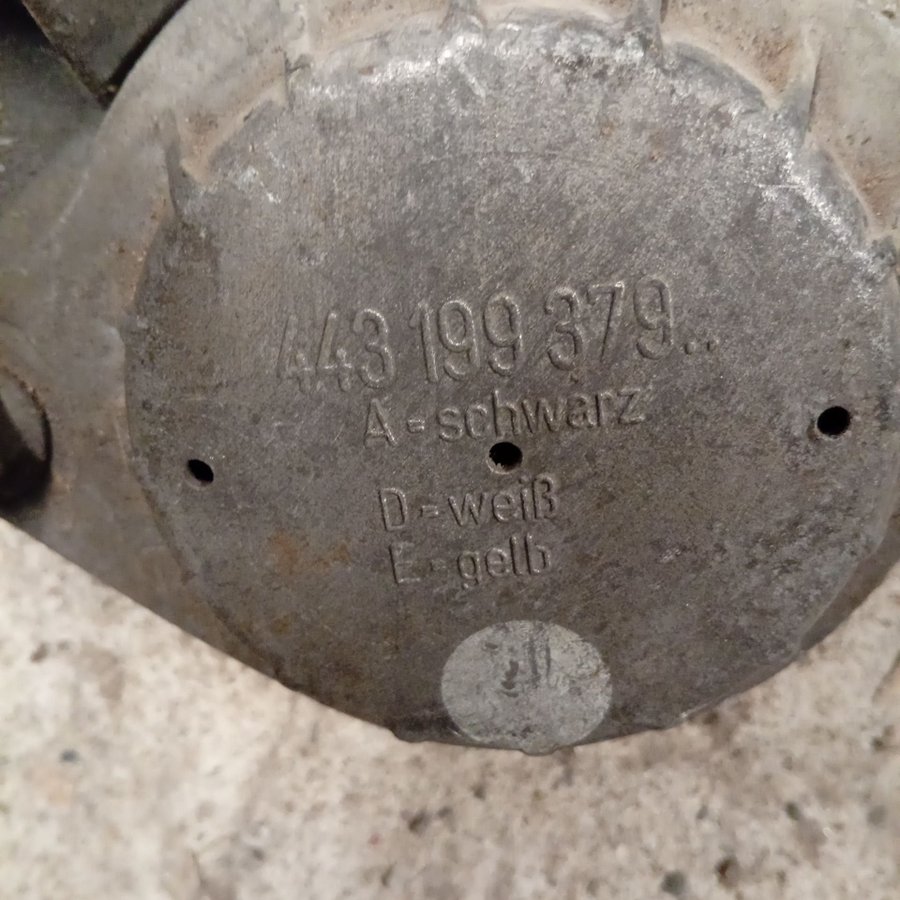 443 199 379..
A-schwarz
D-weiß
E-gelb